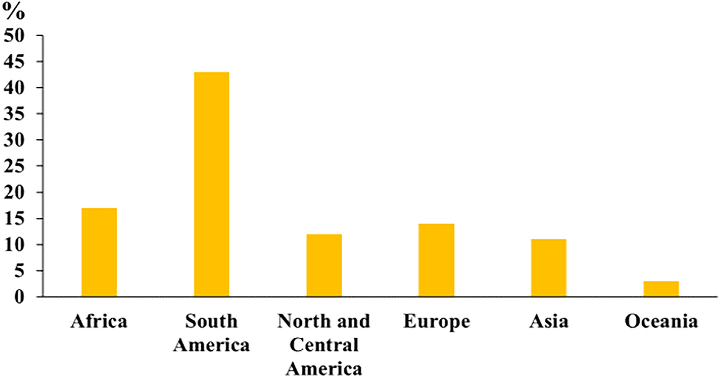 %
50
45
40
35
30
25
20
15
10
5
0
Africa
South
America
North and
Central
America
Europe
Asia
Oceania